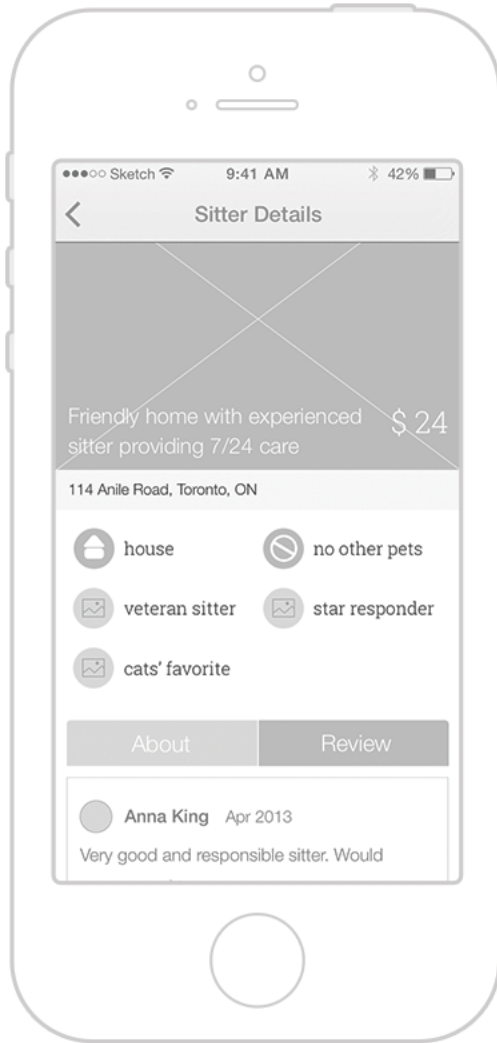 Sketch 9:41 AM 42%
Sitter Details
Friendly home with experienced
sitter providing 7/24 care
$ 24
114 Anile Road, Toronto, ON
house
no other pets
veteran sitter
star responder
cats' favorite
About
Review
Anna King Apr 2013
Very good and responsible sitter. Would